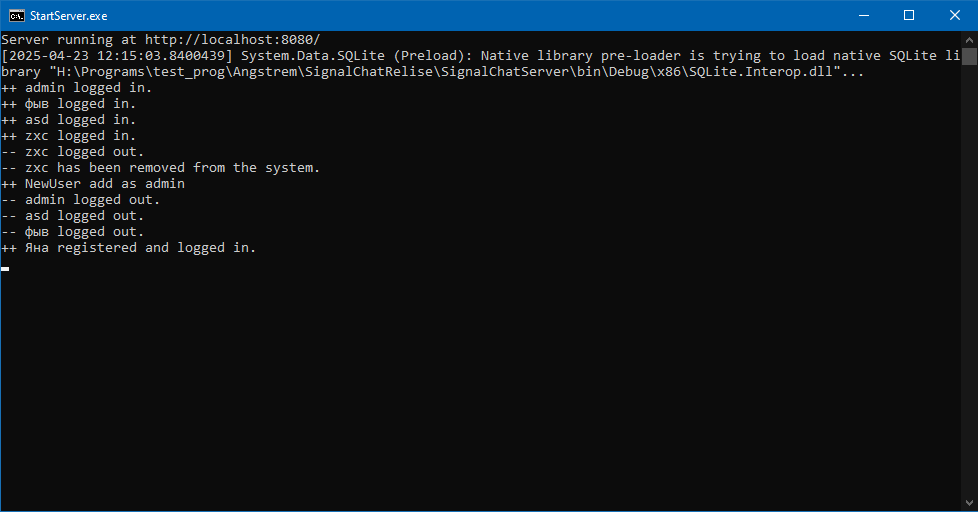 StartServer.exe
Server running at http://localhost:8080/
[2025-04-23 12:15:03.8400439] System.Data.SQLite (Preload): Native library pre-loader is trying to load native SQLite li
brary "H:\Programs\test_prog\Angstrem\SignalChatRelise\SignalChatServer\bin\Debug\x86\SQLite.Interop.dll"...
++ admin logged in.
++ фыв logged in.
++ asd logged in.
++ zxc logged in.
-- zxc logged out.
-- zxc has been removed from the system.
++ NewUser add as admin
-- admin logged out.
-- asd logged out.
-- фыв logged out.
++ Яна registered and logged in.